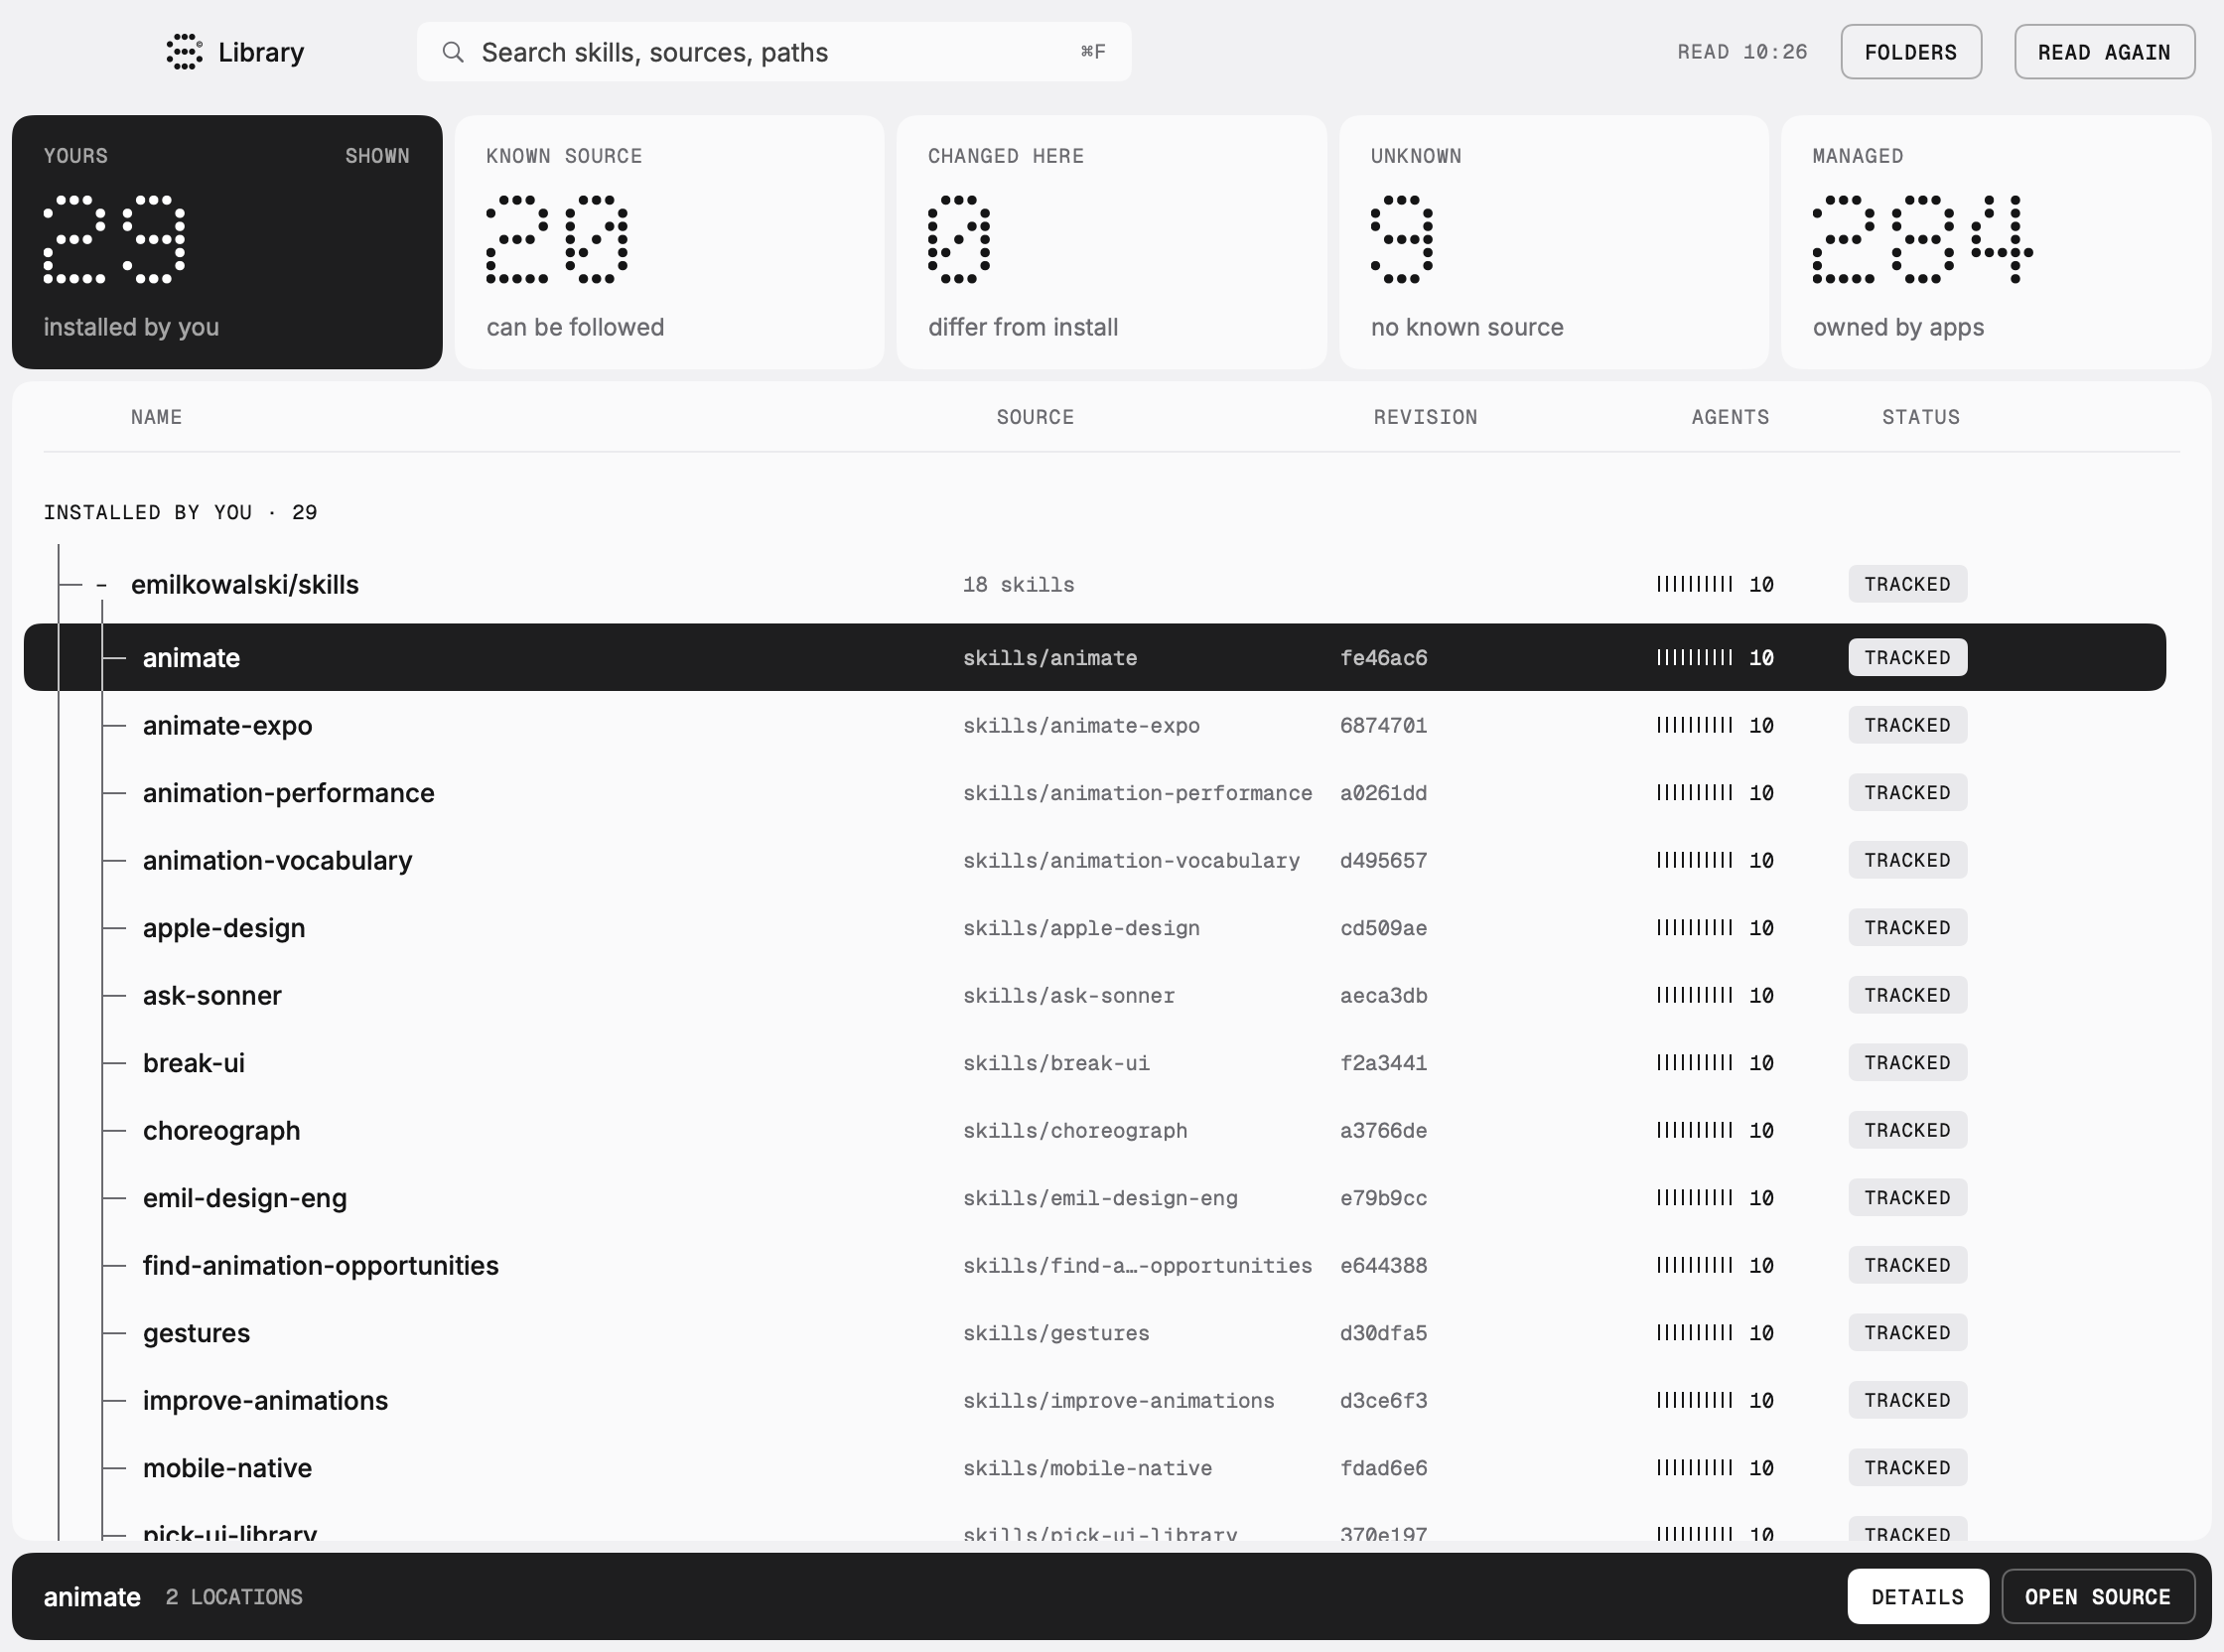 Library
Search skills, sources, paths ⌘F
READ 10:26
FOLDERS
READ AGAIN
YOURS SHOWN
29
installed by you
KNOWN SOURCE
20
can be followed
CHANGED HERE
0
differ from install
UNKNOWN
9
no known source
MANAGED
284
owned by apps
NAME SOURCE REVISION AGENTS STATUS
INSTALLED BY YOU · 29
- emilkowalski/skills 18 skills 10 TRACKED
animate skills/animate fe46ac6 10 TRACKED
animate-expo skills/animate-expo 6874701 10 TRACKED
animation-performance skills/animation-performance a0261dd 10 TRACKED
animation-vocabulary skills/animation-vocabulary d495657 10 TRACKED
apple-design skills/apple-design cd509ae 10 TRACKED
ask-sonner skills/ask-sonner aeca3db 10 TRACKED
break-ui skills/break-ui f2a3441 10 TRACKED
choreograph skills/choreograph a3766de 10 TRACKED
emil-design-eng skills/emil-design-eng e79b9cc 10 TRACKED
find-animation-opportunities skills/find-a…-opportunities e644388 10 TRACKED
gestures skills/gestures d30dfa5 10 TRACKED
improve-animations skills/improve-animations d3ce6f3 10 TRACKED
mobile-native skills/mobile-native fdad6e6 10 TRACKED
pick-ui-library skills/pick-ui-library 370e197 10 TRACKED
animate 2 LOCATIONS
DETAILS
OPEN SOURCE